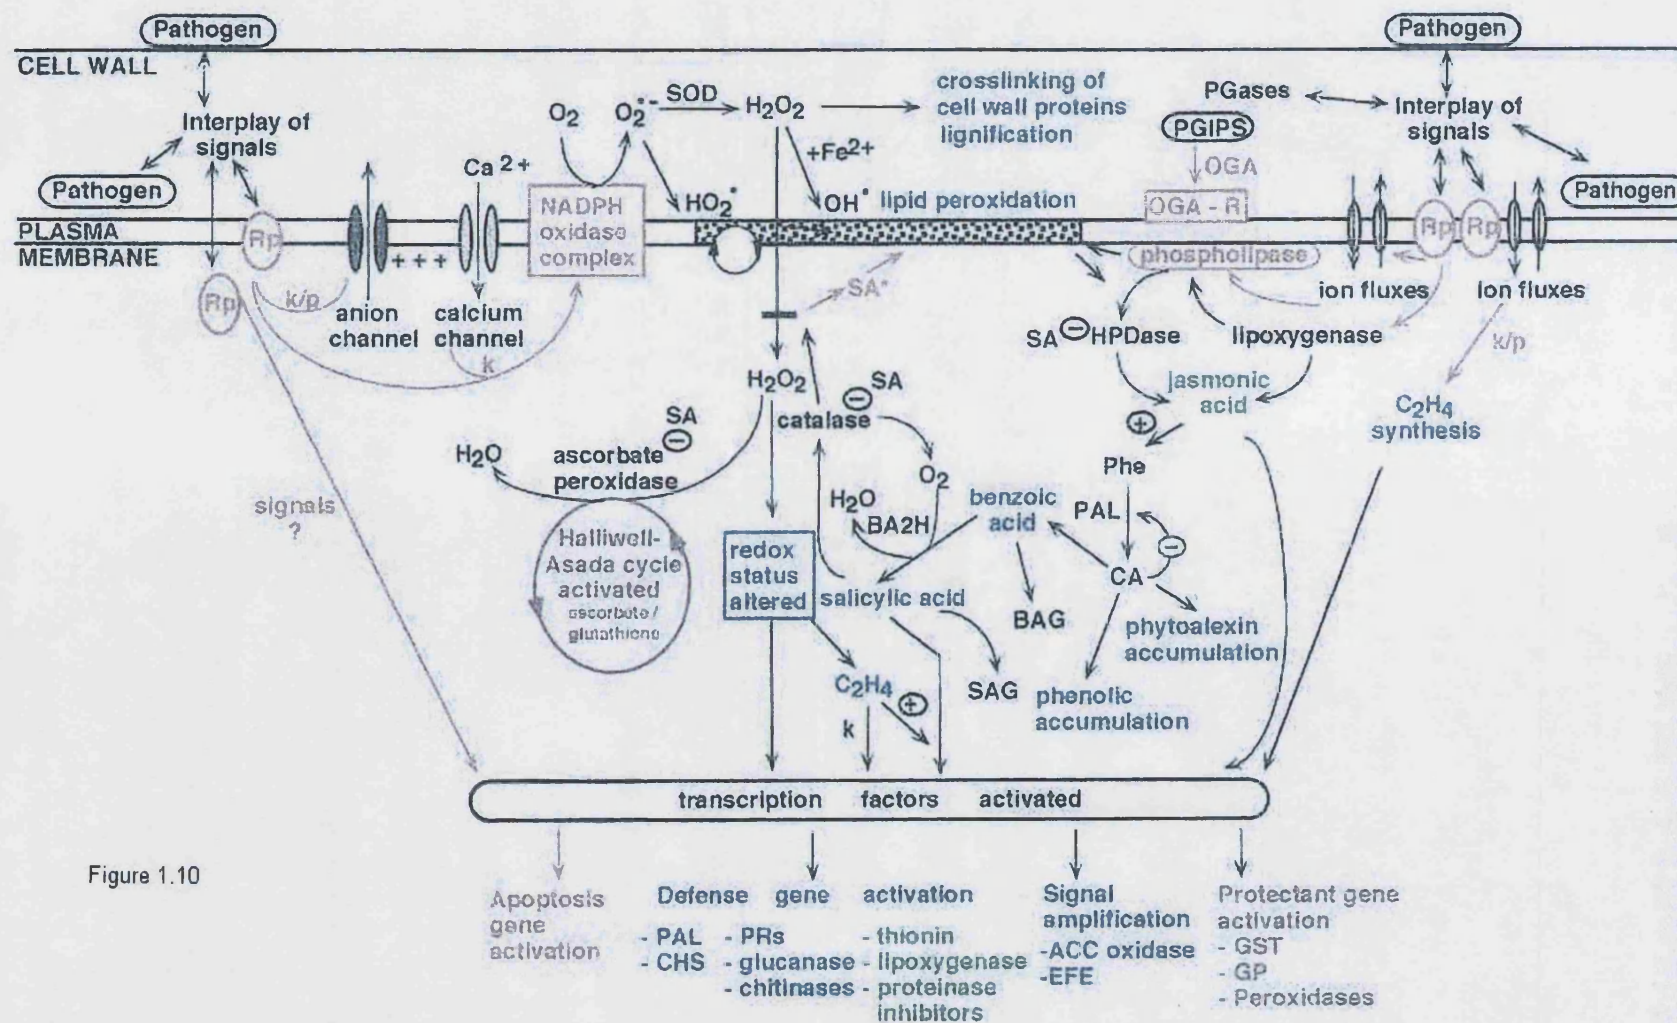 Pathogen
Pathogen
CELL WALL
Interplay of
signals
Pathogen
O2
O2•-
SOD
H2O2
crosslinking of
cell wall proteins
lignification
PGases
Interplay of
signals
PGIPS
OGA
Pathogen
Ca 2+
+Fe2+
HO2•
OH•
lipid peroxidation
OGA - R
NADPH
oxidase
complex
PLASMA
MEMBRANE
Rp
+ + +
phospholipase
Rp
Rp
Rp
k/p
anion
channel
calcium
channel
k
SA•
ion fluxes
Ion fluxes
SA
-
HPDase
lipoxygenase
k/p
H2O2
jasmonic
acid
C2H4
synthesis
SA
-
catalase
SA
-
+
H2O
ascorbate
peroxidase
O2
Phe
signals
?
H2O
BA2H
benzoic
acid
PAL
-
Halliwell-
Asada cycle
activated
ascorbate /
glutathione
redox
status
altered
salicylic acid
CA
BAG
phytoalexin
accumulation
C2H4
+
SAG
phenolic
accumulation
k
transcription factors activated
Figure 1.10
Apoptosis
gene
activation
Defense gene activation
- PAL
- CHS
- PRs
- glucanase
- chitinases
- thionin
- lipoxygenase
- proteinase
inhibitors
Signal
amplification
-ACC oxidase
-EFE
Protectant gene
activation
- GST
- GP
- Peroxidases